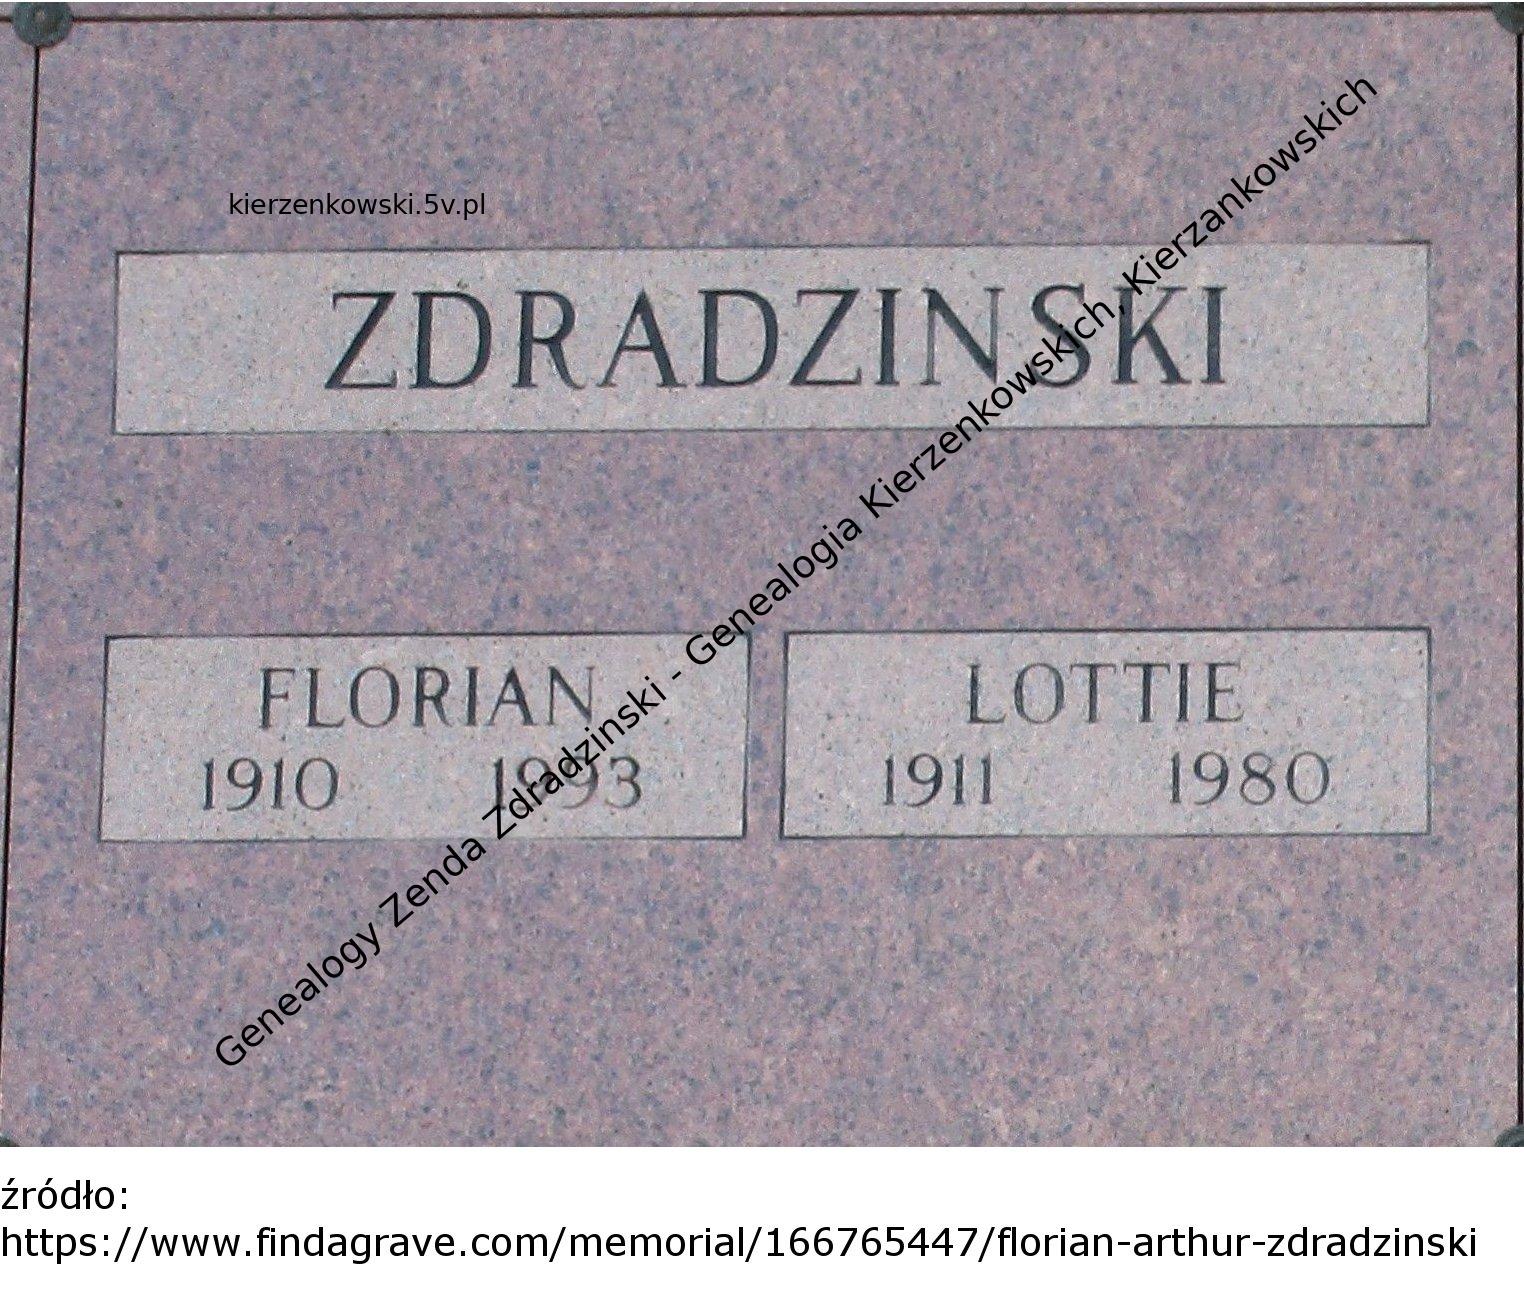 kierzenkowski.5v.pl
ZDRADZINSKI
Genealogy Zenda Zdradzinski - Genealogia Kierzenkowskich, Kierzankowskich
FLORIAN
1910 1993
LOTTIE
1911 1980
źródło:
https://www.findagrave.com/memorial/166765447/florian-arthur-zdradzinski